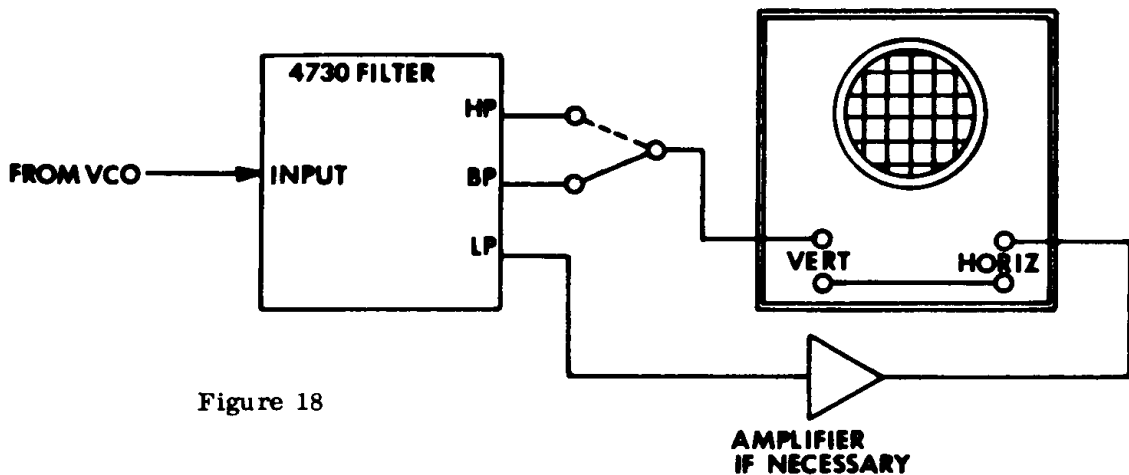 4730 FILTER
HP
FROM VCO
INPUT
BP
LP
VERT
HORIZ
Figure 18
AMPLIFIER
IF NECESSARY